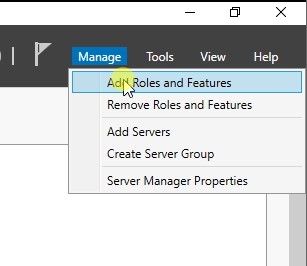 Manage Tools View Help
Add Roles and Features
Remove Roles and Features
Add Servers
Create Server Group
Server Manager Properties